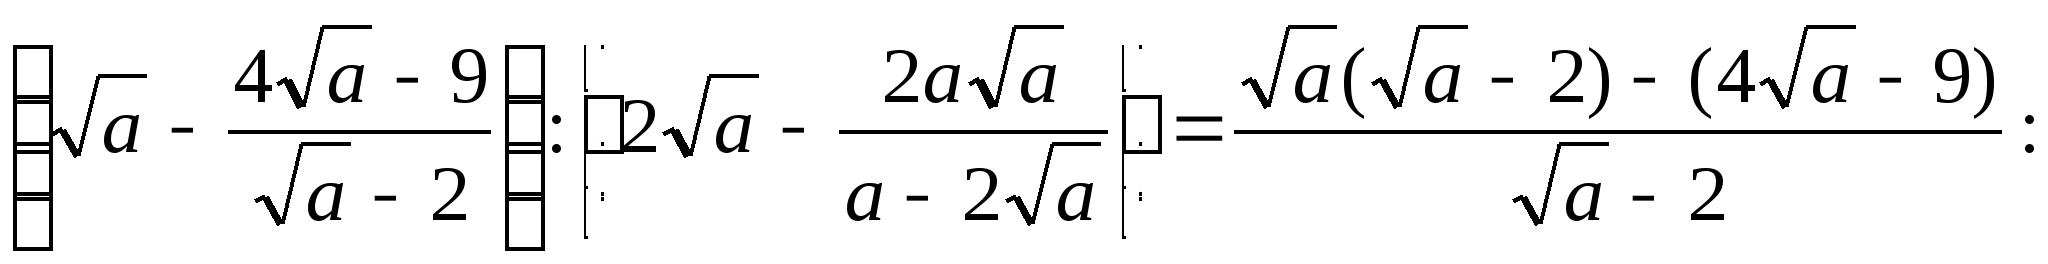 (√a - (4√a - 9)/(√a - 2)) : (2√a - (2a√a)/(a - 2√a)) = (√a(√a - 2) - (4√a - 9))/(√a - 2) :